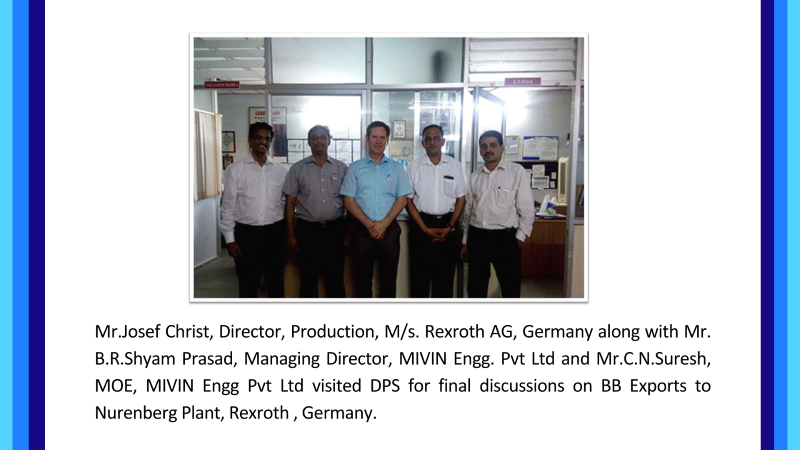 Mr.Josef Christ, Director, Production, M/s. Rexroth AG, Germany along with Mr.
B.R.Shyam Prasad, Managing Director, MIVIN Engg. Pvt Ltd and Mr.C.N.Suresh,
MOE, MIVIN Engg Pvt Ltd visited DPS for final discussions on BB Exports to
Nurenberg Plant, Rexroth , Germany.